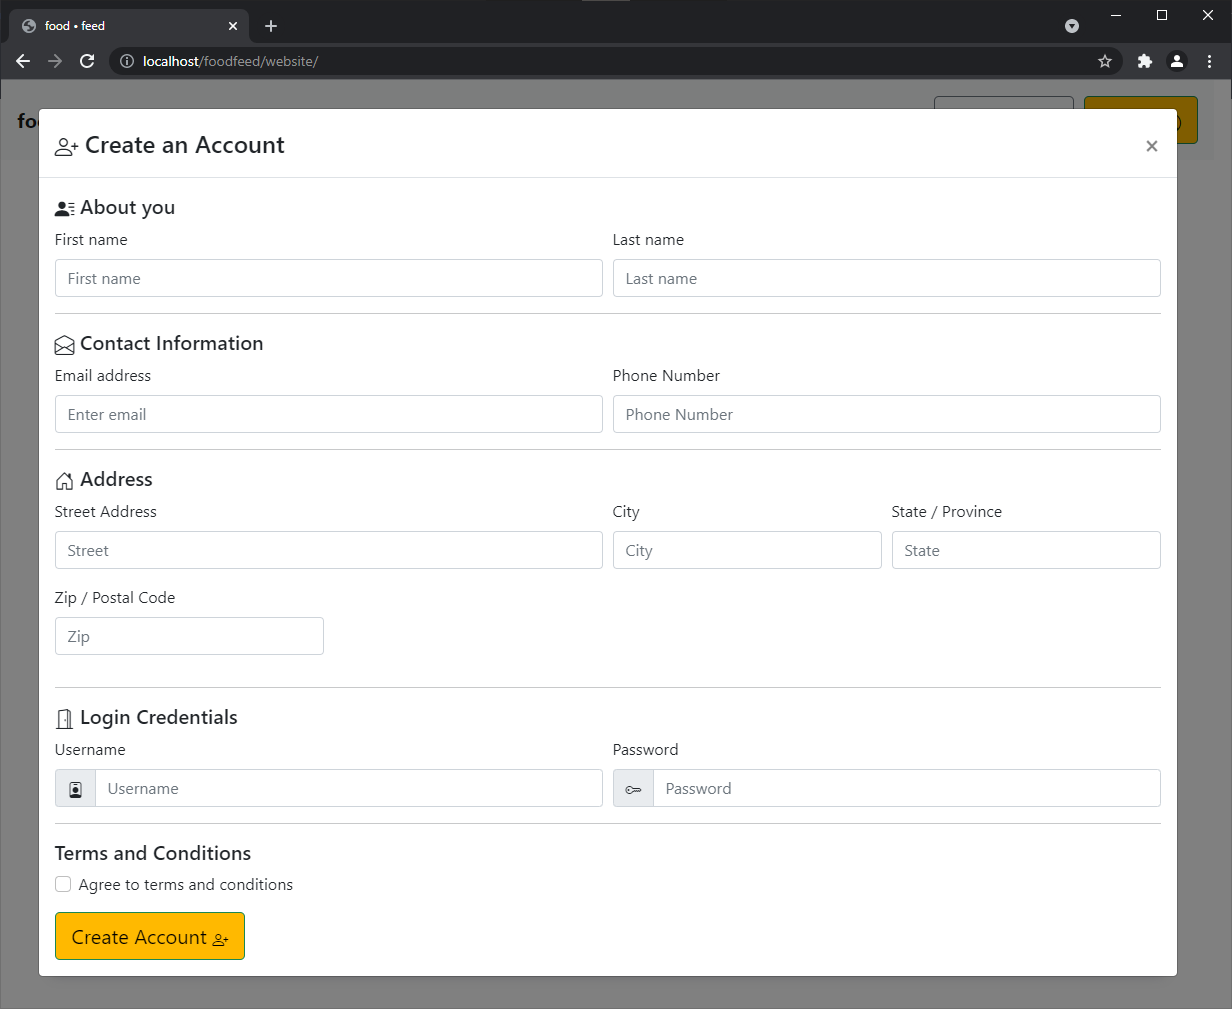 food • feed
localhost/foodfeed/website/
Create an Account
About you
First name Last name
First name Last name
Contact Information
Email address Phone Number
Enter email Phone Number
Address
Street Address City State / Province
Street City State
Zip / Postal Code
Zip
Login Credentials
Username Password
Username Password
Terms and Conditions
Agree to terms and conditions
Create Account